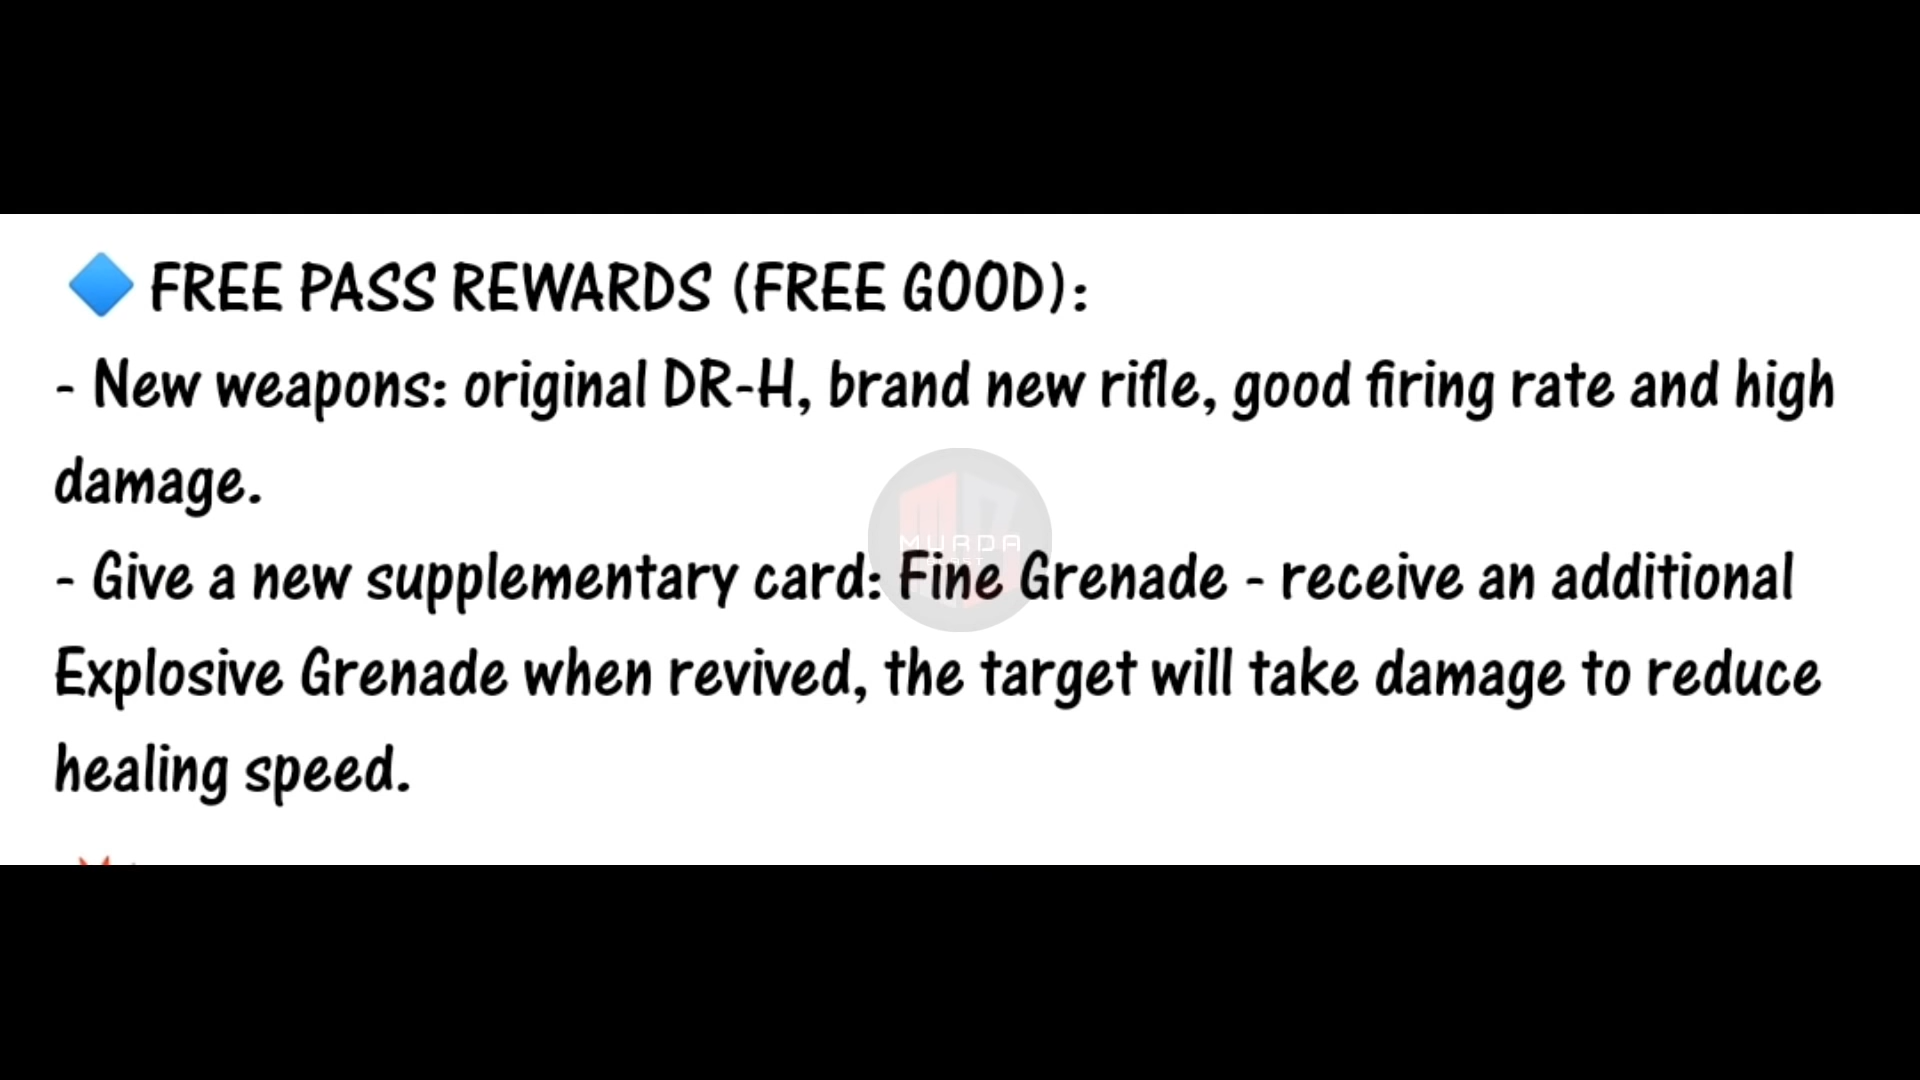 FREE PASS REWARDS (FREE GOOD):
- New weapons: original DR-H, brand new rifle, good firing rate and high
damage.
MURDA
- Give a new supplementary card: Fine Grenade - receive an additional
Explosive Grenade when revived, the target will take damage to reduce
healing speed.